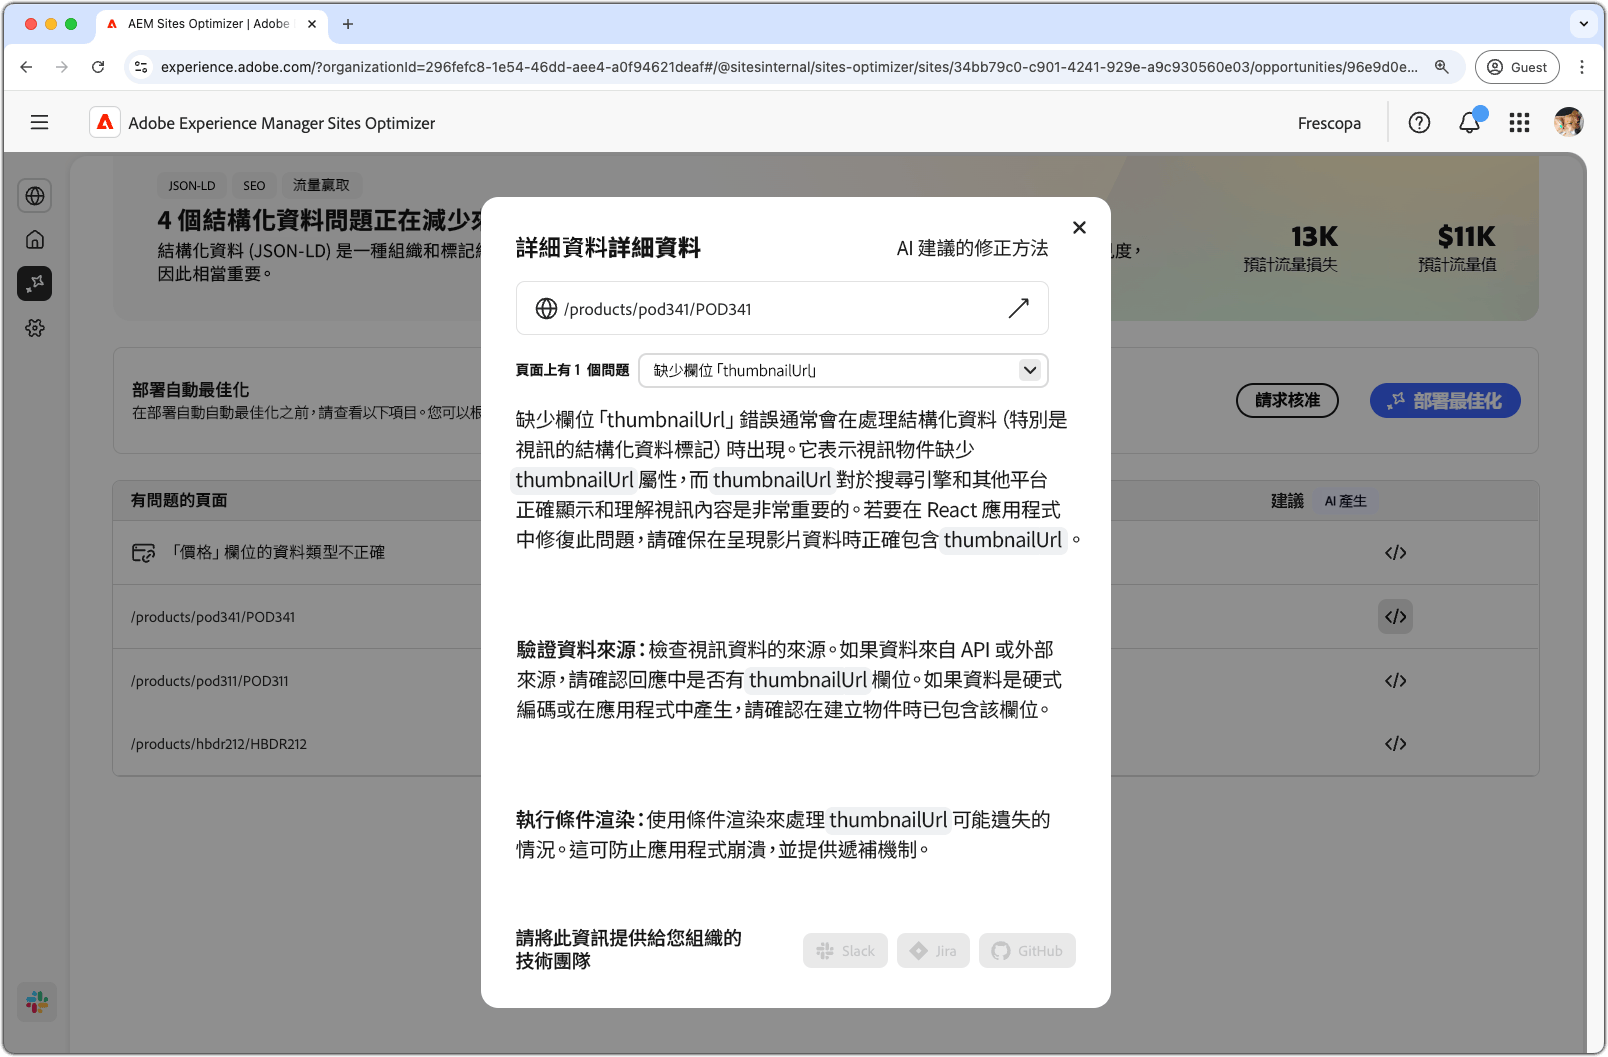 AEM Sites Optimizer | Adobe
experience.adobe.com/?organizationId=296fefc8-1e54-46dd-aee4-a0f94621deaf#/@sitesinternal/sites-optimizer/sites/34bb79c0-c901-4241-929e-a9c930560e03/opportunities/96e9d0e...
Guest
Adobe Experience Manager Sites Optimizer
Frescopa
JSON-LD SEO 流量贏取
4 個結構化資料問題正在減少
結構化資料 (JSON-LD) 是一種組織和標記
度，
因此相當重要。
13K
預計流量損失
$11K
預計流量值
部署自動最佳化
在部署自動自動最佳化之前，請查看以下項目。您可以根
請求核准
部署最佳化
有問題的頁面
建議 AI 產生
「價格」欄位的資料類型不正確
/products/pod341/POD341
/products/pod311/POD311
/products/hbdr212/HBDR212
詳細資料詳細資料
AI 建議的修正方法
/products/pod341/POD341
頁面上有 1 個問題
缺少欄位「thumbnailUrl」
缺少欄位「thumbnailUrl」錯誤通常會在處理結構化資料（特別是
視訊的結構化資料標記）時出現。它表示視訊物件缺少
thumbnailUrl 屬性，而 thumbnailUrl 對於搜尋引擎和其他平台
正確顯示和理解視訊內容是非常重要的。若要在 React 應用程式
中修復此問題，請確保在呈現影片資料時正確包含 thumbnailUrl 。
驗證資料來源：檢查視訊資料的來源。如果資料來自 API 或外部
來源，請確認回應中是否有 thumbnailUrl 欄位。如果資料是硬式
編碼或在應用程式中產生，請確認在建立物件時已包含該欄位。
執行條件渲染：使用條件渲染來處理 thumbnailUrl 可能遺失的
情況。這可防止應用程式崩潰，並提供遞補機制。
請將此資訊提供給您組織的
技術團隊
Slack
Jira
GitHub